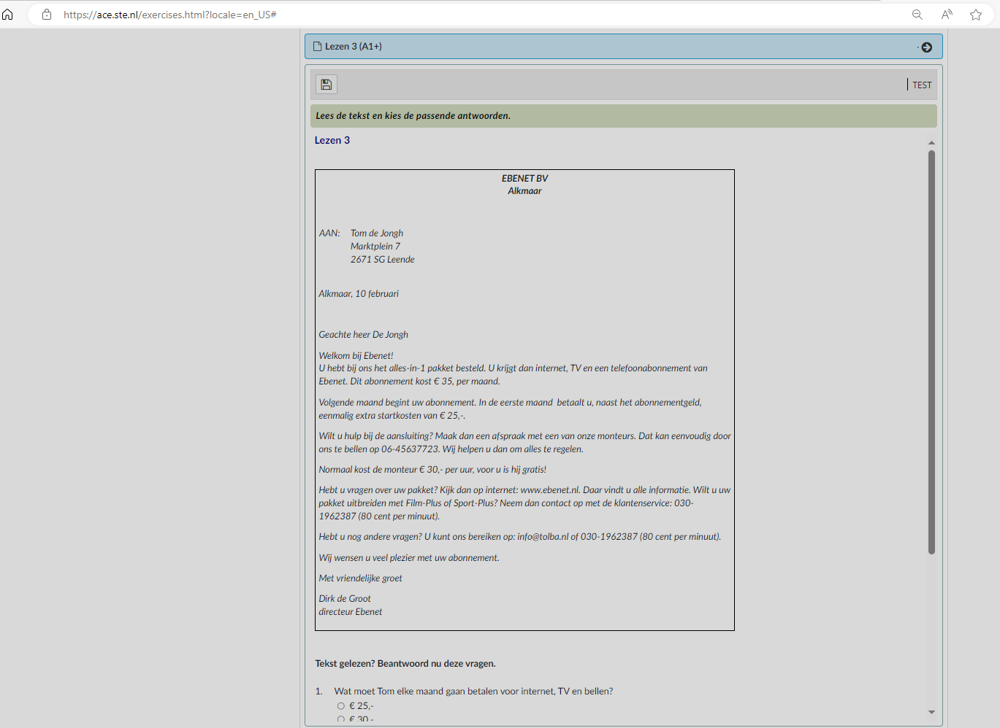 https://ace.ste.nl/exercises.html?locale=en_US#
Lezen 3 (A1+)
TEST
Lees de tekst en kies de passende antwoorden.
Lezen 3
EBENET BV
Alkmaar
AAN: Tom de Jongh
Marktplein 7
2671 SG Leende
Alkmaar, 10 februari
Geachte heer De Jongh
Welkom bij Ebenet!
U hebt bij ons het alles-in-1 pakket besteld. U krijgt dan internet, TV en een telefoonabonnement van
Ebenet. Dit abonnement kost € 35, per maand.
Volgende maand begint uw abonnement. In de eerste maand  betaalt u, naast het abonnementgeld,
eenmalig extra startkosten van € 25,-.
Wilt u hulp bij de aansluiting? Maak dan een afspraak met een van onze monteurs. Dat kan eenvoudig door
ons te bellen op 06-45637723. Wij helpen u dan om alles te regelen.
Normaal kost de monteur € 30,- per uur, voor u is hij gratis!
Hebt u vragen over uw pakket? Kijk dan op internet: www.ebenet.nl. Daar vindt u alle informatie. Wilt u uw
pakket uitbreiden met Film-Plus of Sport-Plus? Neem dan contact op met de klantenservice: 030-
1962387 (80 cent per minuut).
Hebt u nog andere vragen? U kunt ons bereiken op: info@tolba.nl of 030-1962387 (80 cent per minuut).
Wij wensen u veel plezier met uw abonnement.
Met vriendelijke groet
Dirk de Groot
directeur Ebenet
Tekst gelezen? Beantwoord nu deze vragen.
1. Wat moet Tom elke maand gaan betalen voor internet, TV en bellen?
€ 25,-
€ 30,-